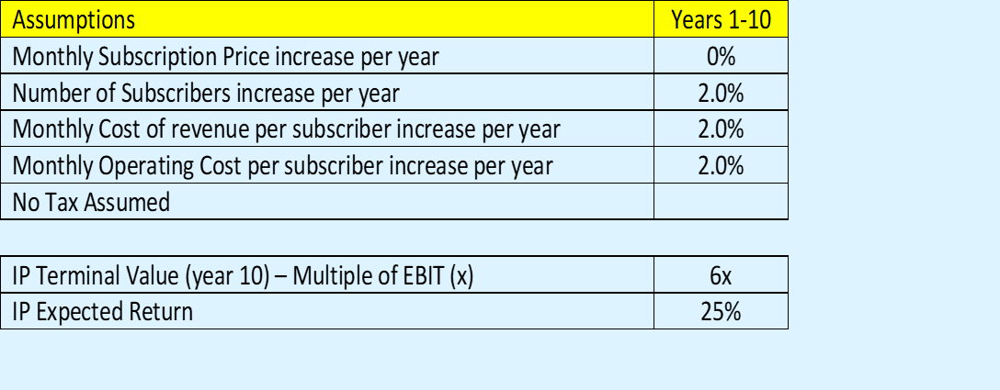 Assumptions Years 1-10
Monthly Subscription Price increase per year 0%
Number of Subscribers increase per year 2.0%
Monthly Cost of revenue per subscriber increase per year 2.0%
Monthly Operating Cost per subscriber increase per year 2.0%
No Tax Assumed
IP Terminal Value (year 10) – Multiple of EBIT (x) 6x
IP Expected Return 25%